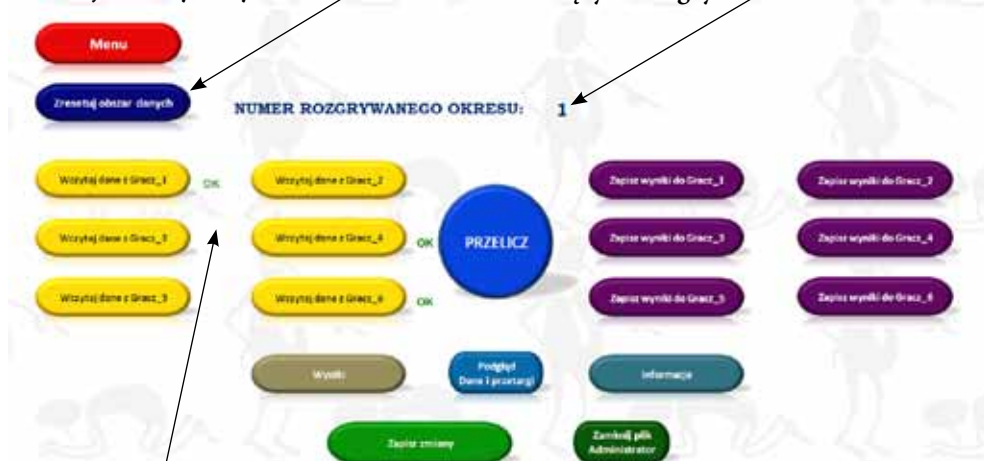 Menu
Zresetuj obszar danych
NUMER ROZGRYWANEGO OKRESU: 1
Wczytaj dane z Gracz_1 OK
Wczytaj dane z Gracz_2
Zapisz wyniki do Gracz_1
Zapisz wyniki do Gracz_2
Wczytaj dane z Gracz_3
Wczytaj dane z Gracz_4 OK
PRZELICZ
Zapisz wyniki do Gracz_3
Zapisz wyniki do Gracz_4
Wczytaj dane z Gracz_5
Wczytaj dane z Gracz_6 OK
Zapisz wyniki do Gracz_5
Zapisz wyniki do Gracz_6
Wyniki
Podgląd
Dane i przetargi
Informacje
Zapisz zmiany
Zamknij plik
Administrator